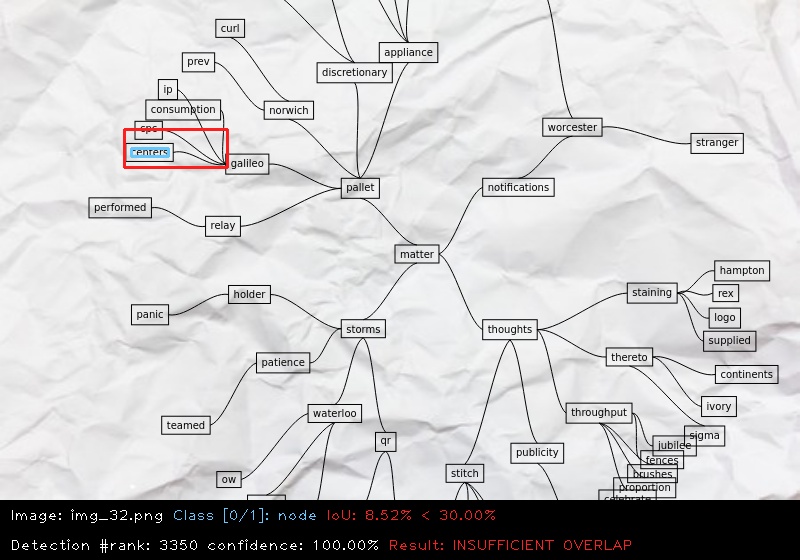 curl
appliance
prev
discretionary
ip
consumption
norwich
worcester
stranger
centers
galileo
pallet
notifications
performed
relay
matter
hampton
staining
rex
holder
panic
logo
storms
thoughts
supplied
thereto
patience
continents
ivory
waterloo
throughput
teamed
sigma
qr
jubilee
publicity
fences
stitch
brushes
ow
proportion
celebrate
Image: img_32.png Class [0/1]: node IoU: 8.52% < 30.00%
Detection #rank: 3350 confidence: 100.00% Result: INSUFFICIENT OVERLAP